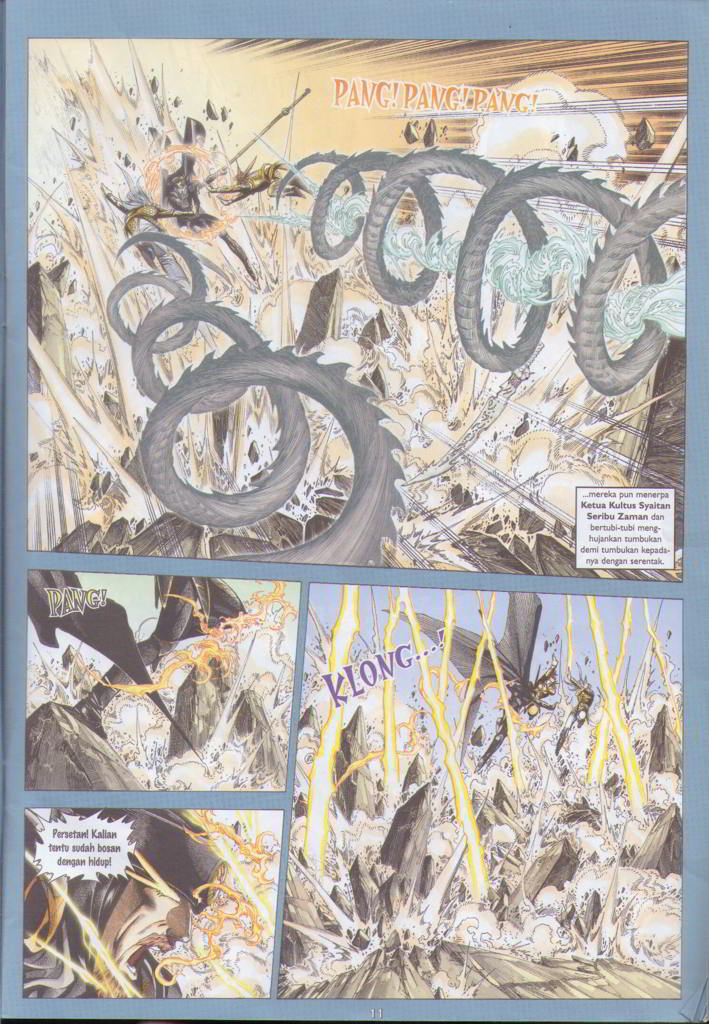 PANG! PANG! PANG!
...mereka pun menerpa
Ketua Kultus Syaitan
Seribu Zaman dan
bertubi-tubi meng-
hujankan tumbukan
demi tumbukan kepada-
nya dengan serentak.
PANG!
KLONG...!
Persetan! Kalian
tentu sudah bosan
dengan hidup!
11